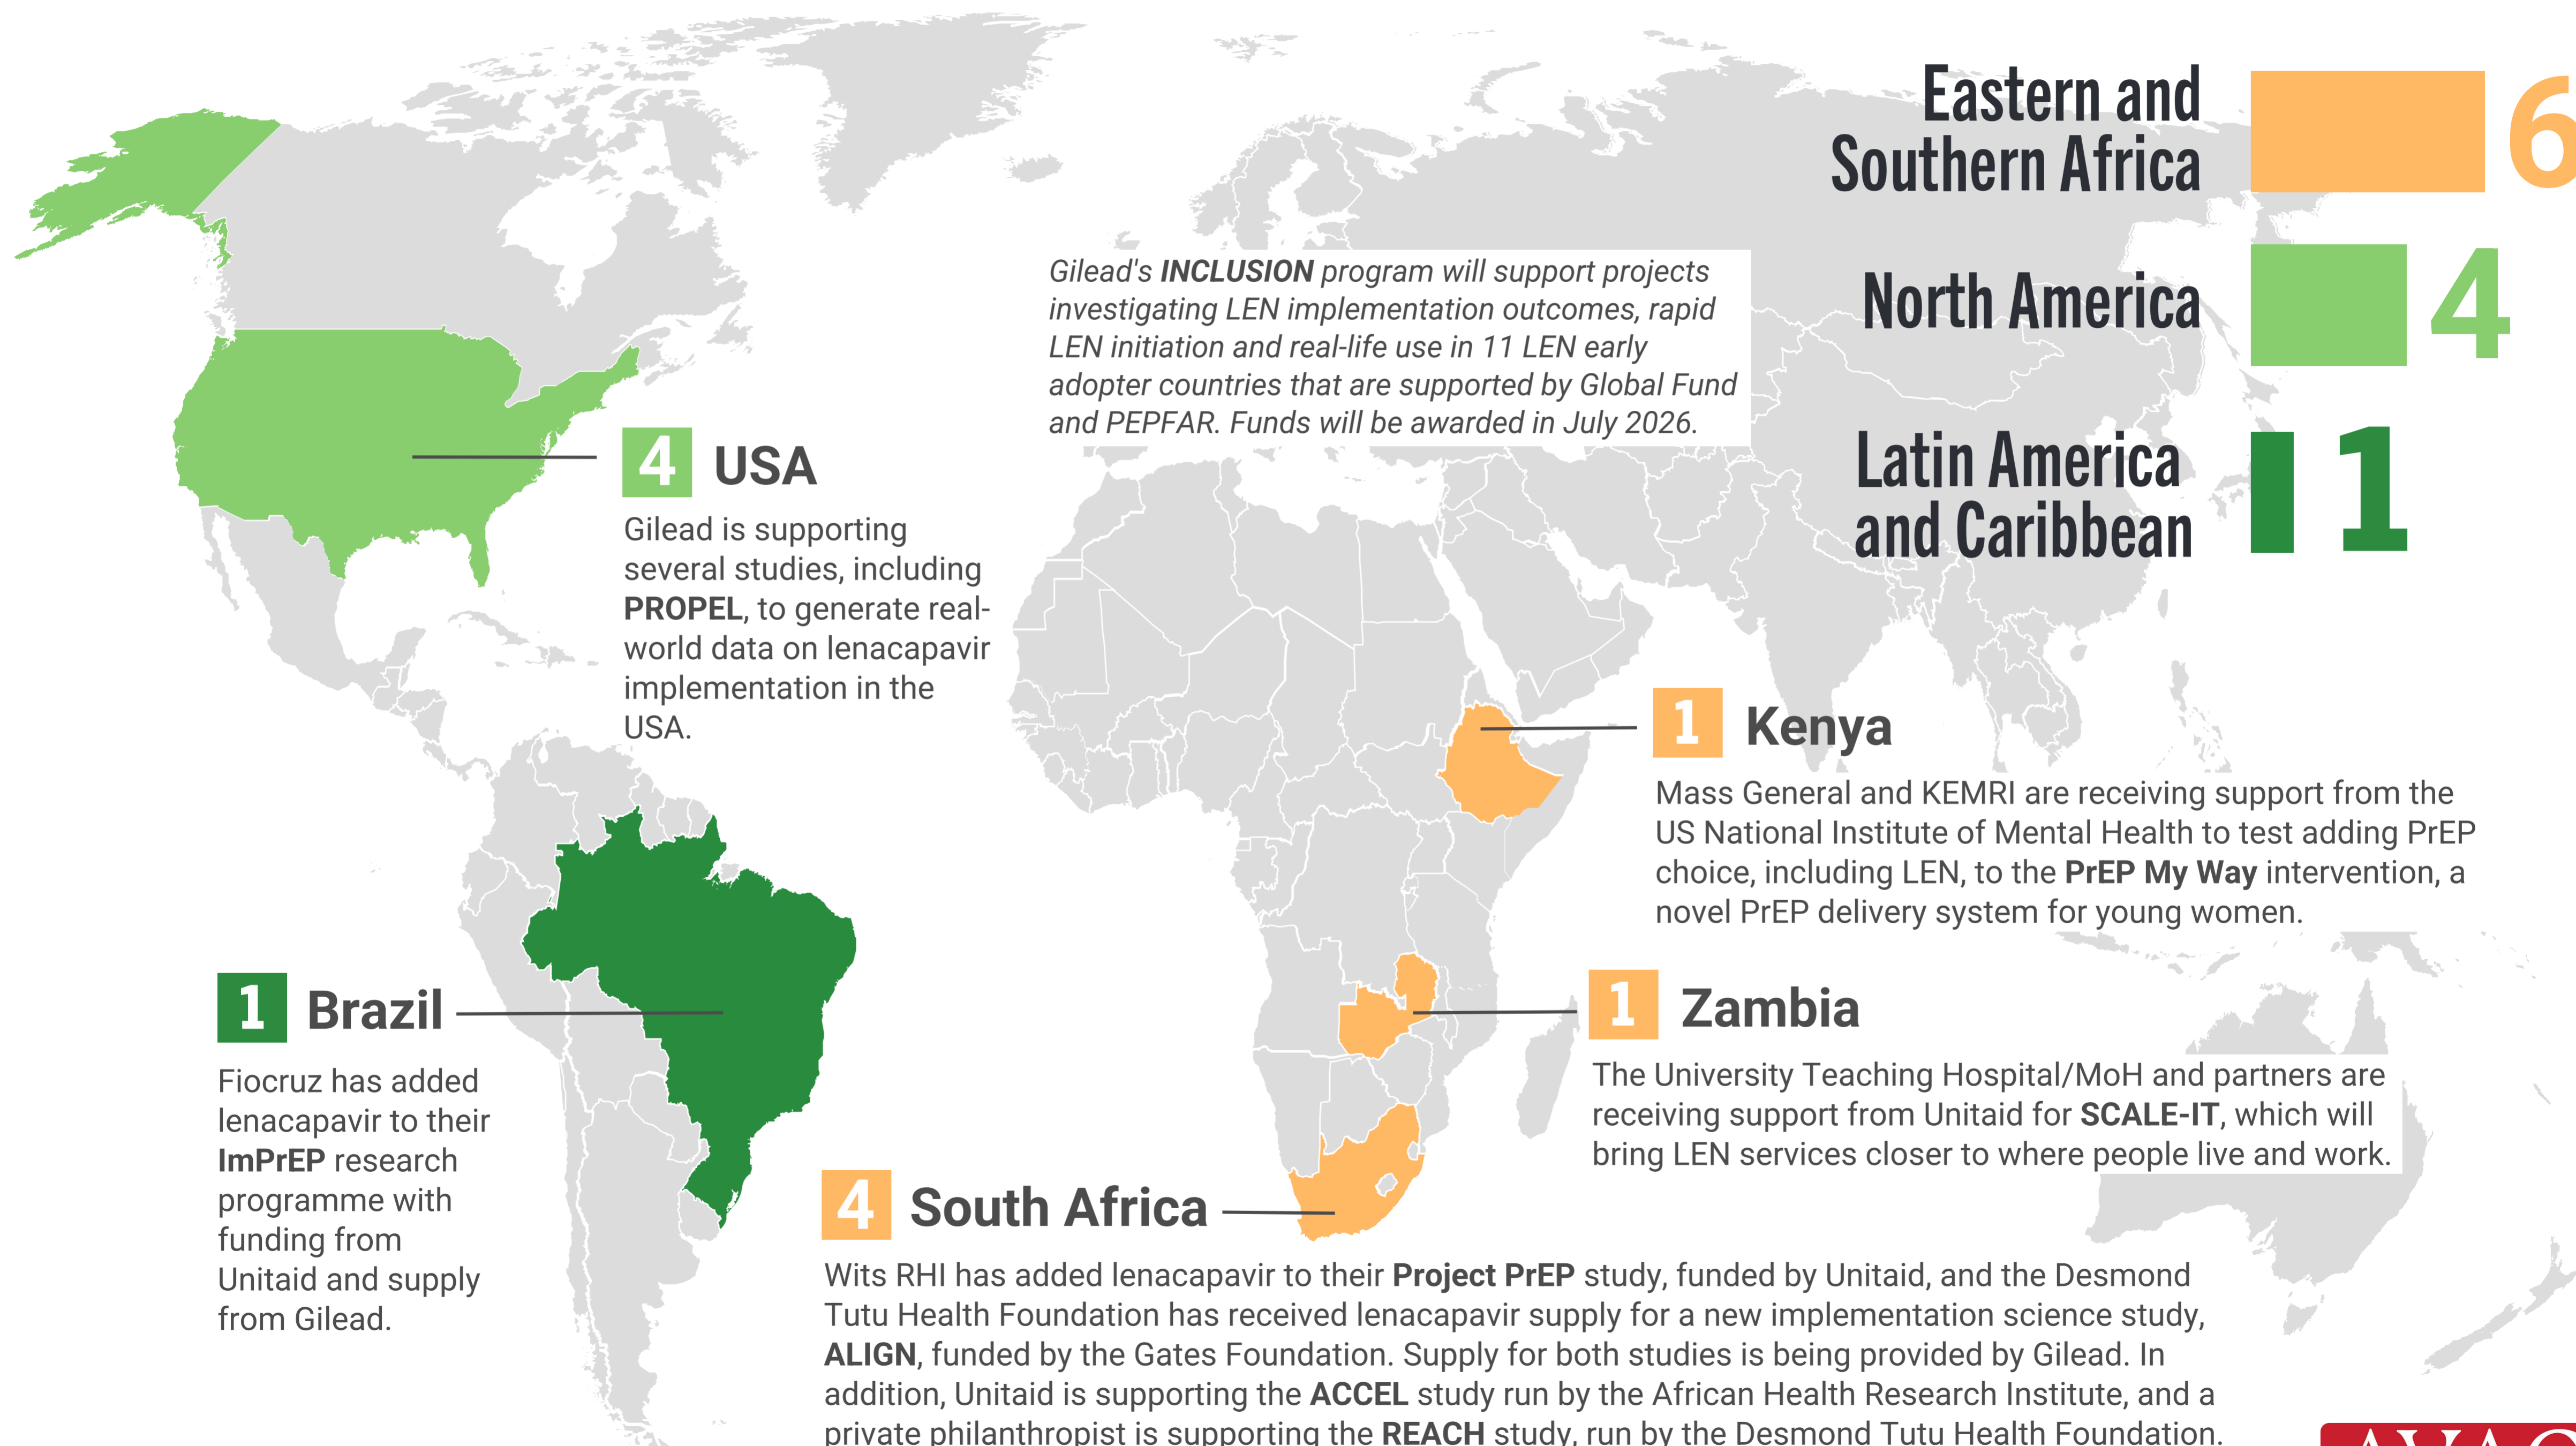 Eastern and
Southern Africa
6
North America
4
Latin America
and Caribbean
1
Gilead's INCLUSION program will support projects
investigating LEN implementation outcomes, rapid
LEN initiation and real-life use in 11 LEN early
adopter countries that are supported by Global Fund
and PEPFAR. Funds will be awarded in July 2026.
4 USA
Gilead is supporting
several studies, including
PROPEL, to generate real-
world data on lenacapavir
implementation in the
USA.
1 Kenya
Mass General and KEMRI are receiving support from the
US National Institute of Mental Health to test adding PrEP
choice, including LEN, to the PrEP My Way intervention, a
novel PrEP delivery system for young women.
1 Brazil
Fiocruz has added
lenacapavir to their
ImPrEP research
programme with
funding from
Unitaid and supply
from Gilead.
1 Zambia
The University Teaching Hospital/MoH and partners are
receiving support from Unitaid for SCALE-IT, which will
bring LEN services closer to where people live and work.
4 South Africa
Wits RHI has added lenacapavir to their Project PrEP study, funded by Unitaid, and the Desmond
Tutu Health Foundation has received lenacapavir supply for a new implementation science study,
ALIGN, funded by the Gates Foundation. Supply for both studies is being provided by Gilead. In
addition, Unitaid is supporting the ACCEL study run by the African Health Research Institute, and a
private philanthropist is supporting the REACH study, run by the Desmond Tutu Health Foundation.